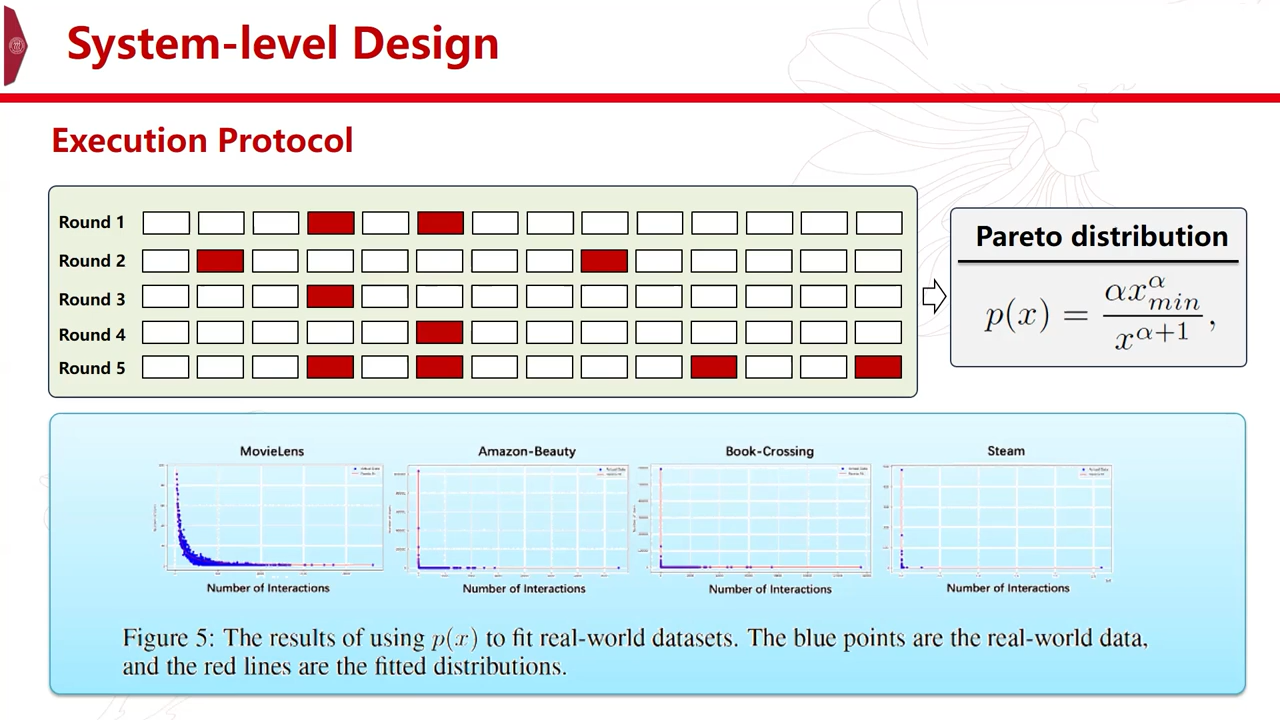 System-level Design
Execution Protocol
Round 1
Round 2
Round 3
Round 4
Round 5
Pareto distribution
p(x) = αx_min^α / x^(α+1),
MovieLens
Amazon-Beauty
Book-Crossing
Steam
Number of Interactions
Number of Interactions
Number of Interactions
Number of Interactions
Figure 5: The results of using p(x) to fit real-world datasets. The blue points are the real-world data,
and the red lines are the fitted distributions.